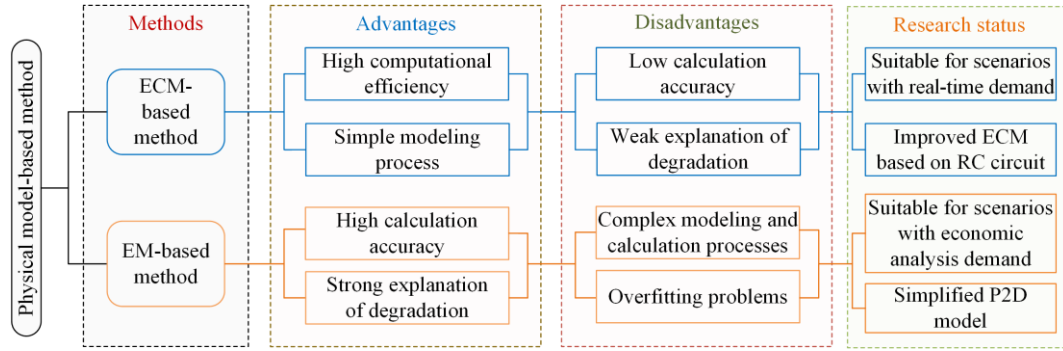 Physical model-based method
Methods
ECM-
based
method
EM-based
method
Advantages
High computational
efficiency
Simple modeling
process
High calculation
accuracy
Strong explanation
of degradation
Disadvantages
Low calculation
accuracy
Weak explanation of
degradation
Complex modeling and
calculation processes
Overfitting problems
Research status
Suitable for scenarios
with real-time demand
Improved ECM
based on RC circuit
Suitable for scenarios
with economic
analysis demand
Simplified P2D
model